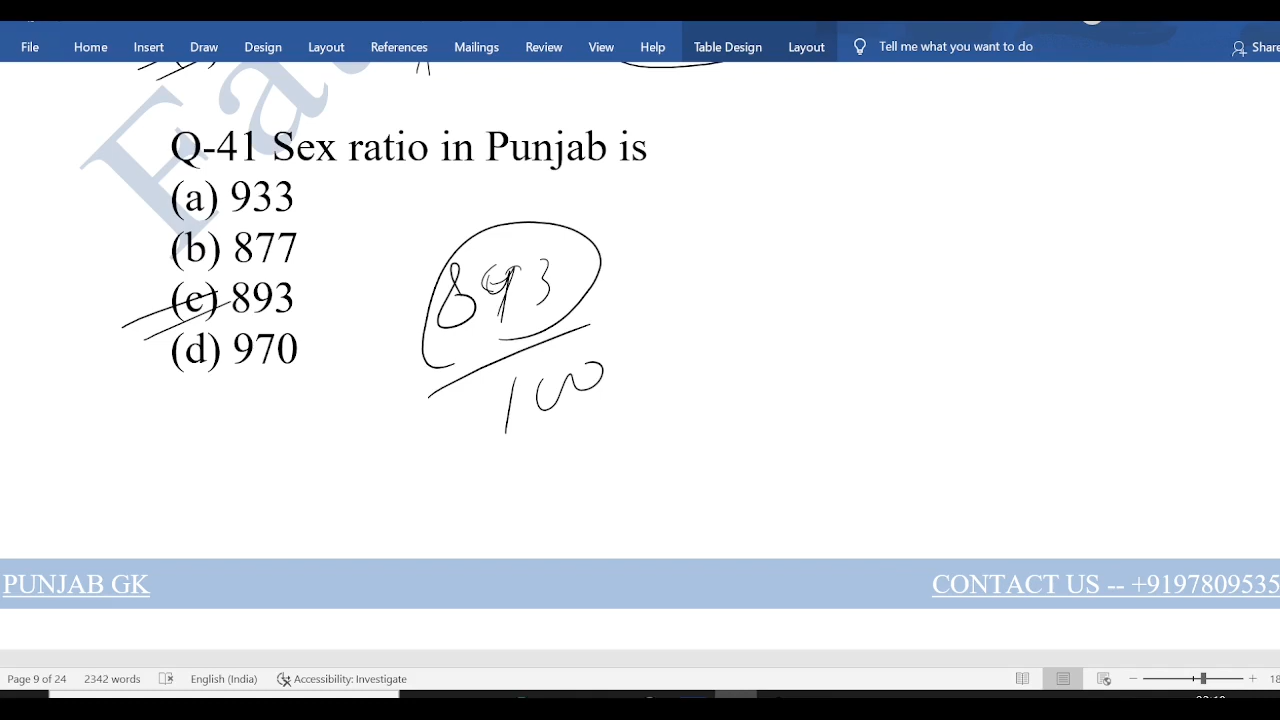 File Home Insert Draw Design Layout References Mailings Review View Help Table Design Layout Tell me what you want to do Share
Q-41 Sex ratio in Punjab is
(a) 933
(b) 877
(c) 893
(d) 970
893
PUNJAB GK CONTACT US -- +9197809535
Page 9 of 24 2342 words English (India) Accessibility: Investigate